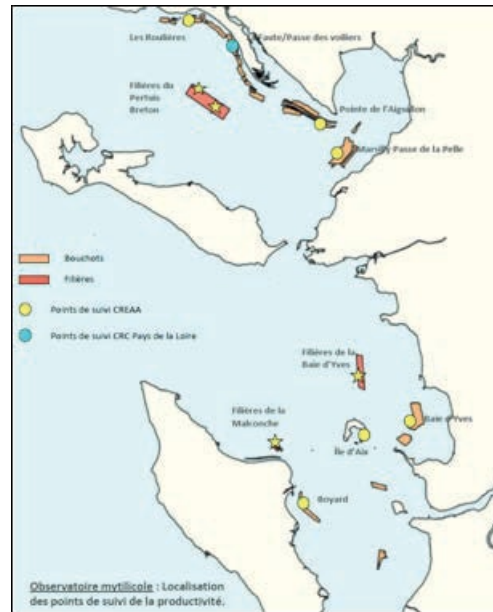 Les Roulières
Faute/Passe des voiliers
Filières du
Pertuis
Breton
Pointe de l'Aiguillon
Marsilly Passe de la Pelle
Bouchots
Filières
Points de suivi CREAA
Points de suivi CRC Pays de la Loire
Filières de la
Baie d'Yves
Filières de la
Malconche
Baie d'Yves
Île d'Aix
Boyard
Observatoire mytilicole : Localisation
des points de suivi de la productivité.